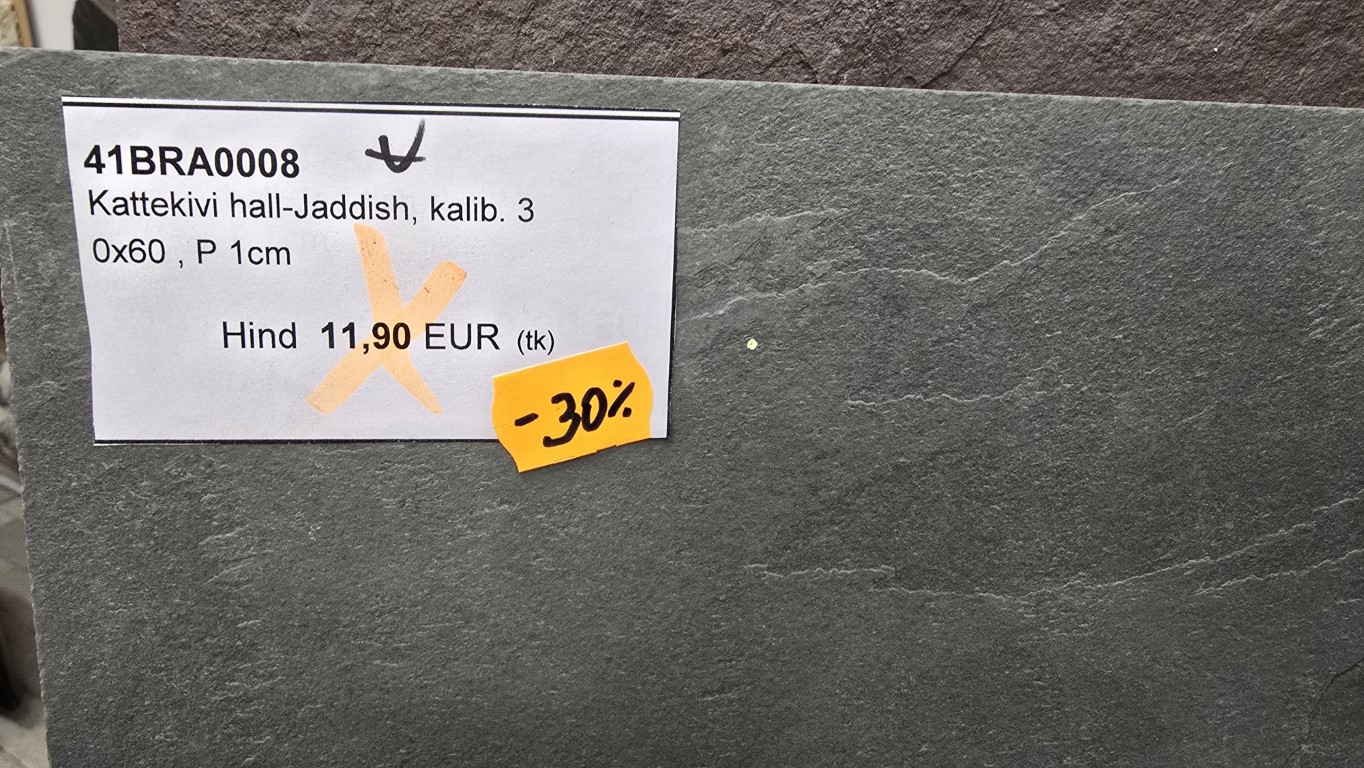 41BRA0008
Kattekivi hall-Jaddish, kalib. 3
0x60 , P 1cm
Hind 11,90 EUR (tk)
-30%